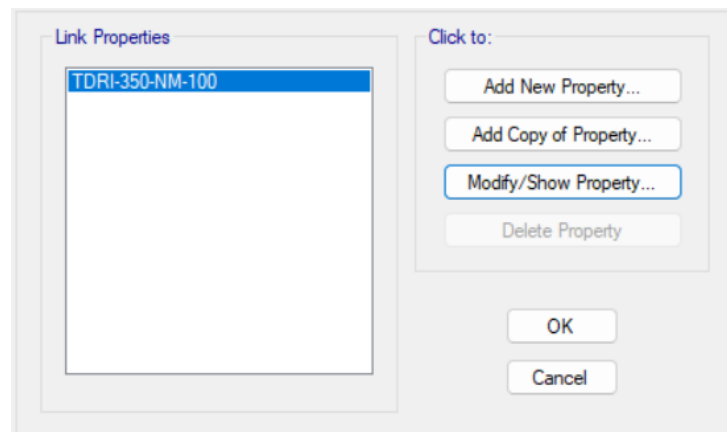 Link Properties
TDRI-350-NM-100
Click to:
Add New Property...
Add Copy of Property...
Modify/Show Property...
Delete Property
OK
Cancel